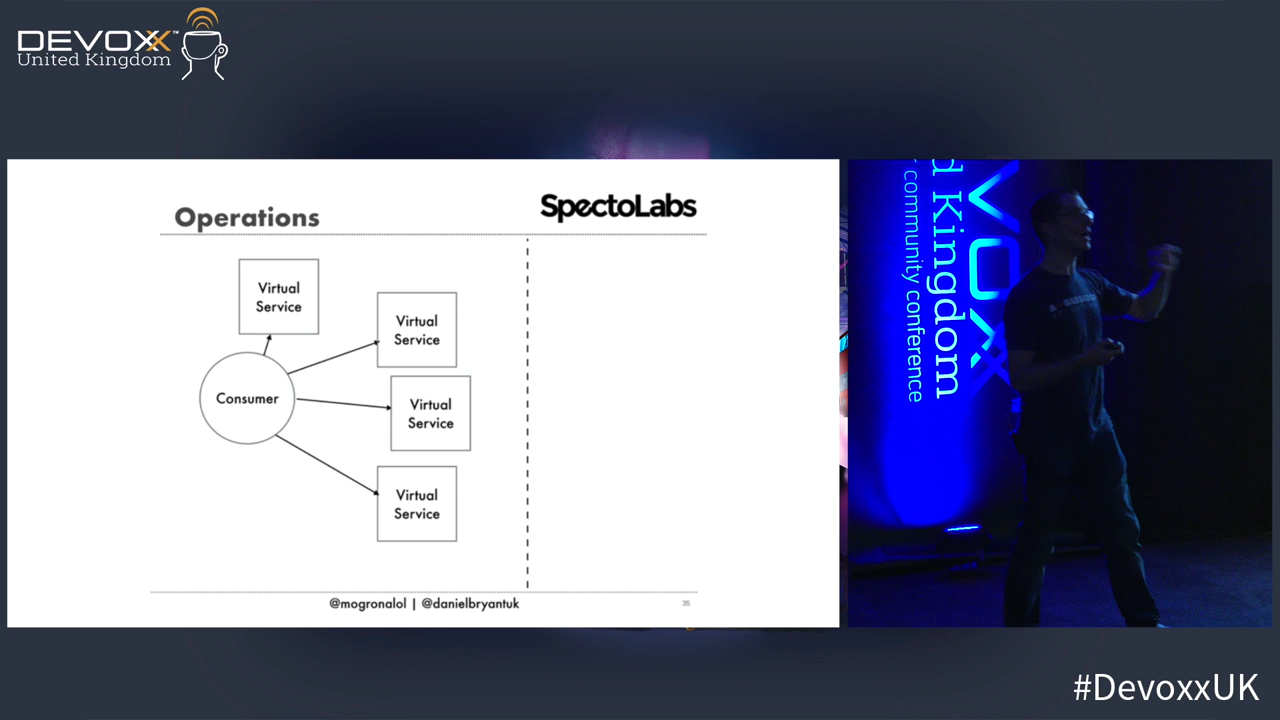 DEVOXX™
United Kingdom
Operations
SpectoLabs
Virtual
Service
Virtual
Service
Consumer
Virtual
Service
Virtual
Service
@mogronalol | @danielbryantuk
35
d Kingdom
community conference
#DevoxxUK